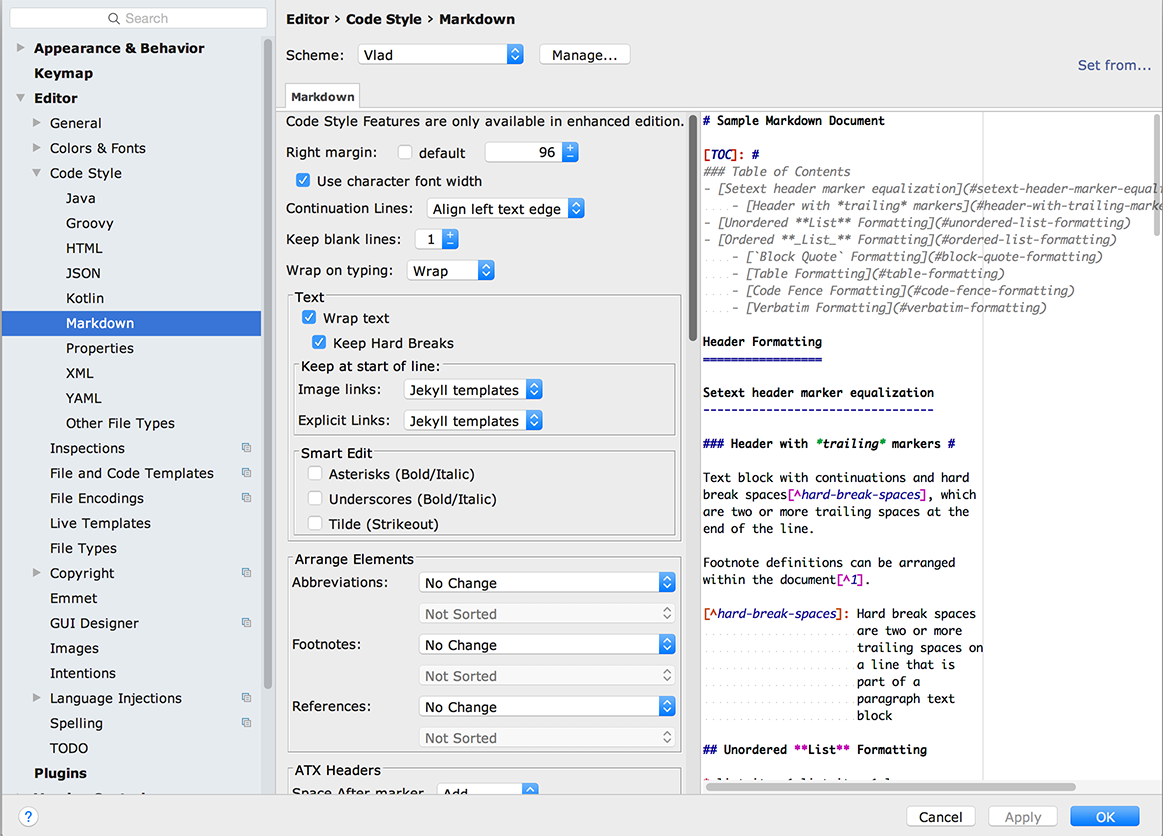 Search
Appearance & Behavior
Keymap
Editor
General
Colors & Fonts
Code Style
Java
Groovy
HTML
JSON
Kotlin
Markdown
Properties
XML
YAML
Other File Types
Inspections
File and Code Templates
File Encodings
Live Templates
File Types
Copyright
Emmet
GUI Designer
Images
Intentions
Language Injections
Spelling
TODO
Plugins
Editor › Code Style › Markdown
Scheme: Vlad Manage...
Set from...
Markdown
Code Style Features are only available in enhanced edition.
Right margin: default 96
Use character font width
Continuation Lines: Align left text edge
Keep blank lines: 1
Wrap on typing: Wrap
Text
Wrap text
Keep Hard Breaks
Keep at start of line:
Image links: Jekyll templates
Explicit Links: Jekyll templates
Smart Edit
Asterisks (Bold/Italic)
Underscores (Bold/Italic)
Tilde (Strikeout)
Arrange Elements
Abbreviations: No Change
Not Sorted
Footnotes: No Change
Not Sorted
References: No Change
Not Sorted
ATX Headers
Space After marker Add
# Sample Markdown Document
[TOC]: #
### Table of Contents
- [Setext header marker equalization](#setext-header-marker-equali
- [Header with *trailing* markers](#header-with-trailing-marke
- [Unordered **List** Formatting](#unordered-list-formatting)
- [Ordered **_List_** Formatting](#ordered-list-formatting)
- [`Block Quote` Formatting](#block-quote-formatting)
- [Table Formatting](#table-formatting)
- [Code Fence Formatting](#code-fence-formatting)
- [Verbatim Formatting](#verbatim-formatting)
Header Formatting
=================
Setext header marker equalization
---------------------------------
### Header with *trailing* markers #
Text block with continuations and hard
break spaces[^hard-break-spaces], which
are two or more trailing spaces at the
end of the line.
Footnote definitions can be arranged
within the document[^1].
[^hard-break-spaces]: Hard break spaces
are two or more
trailing spaces on
a line that is
part of a
paragraph text
block
## Unordered **List** Formatting
? Cancel Apply OK